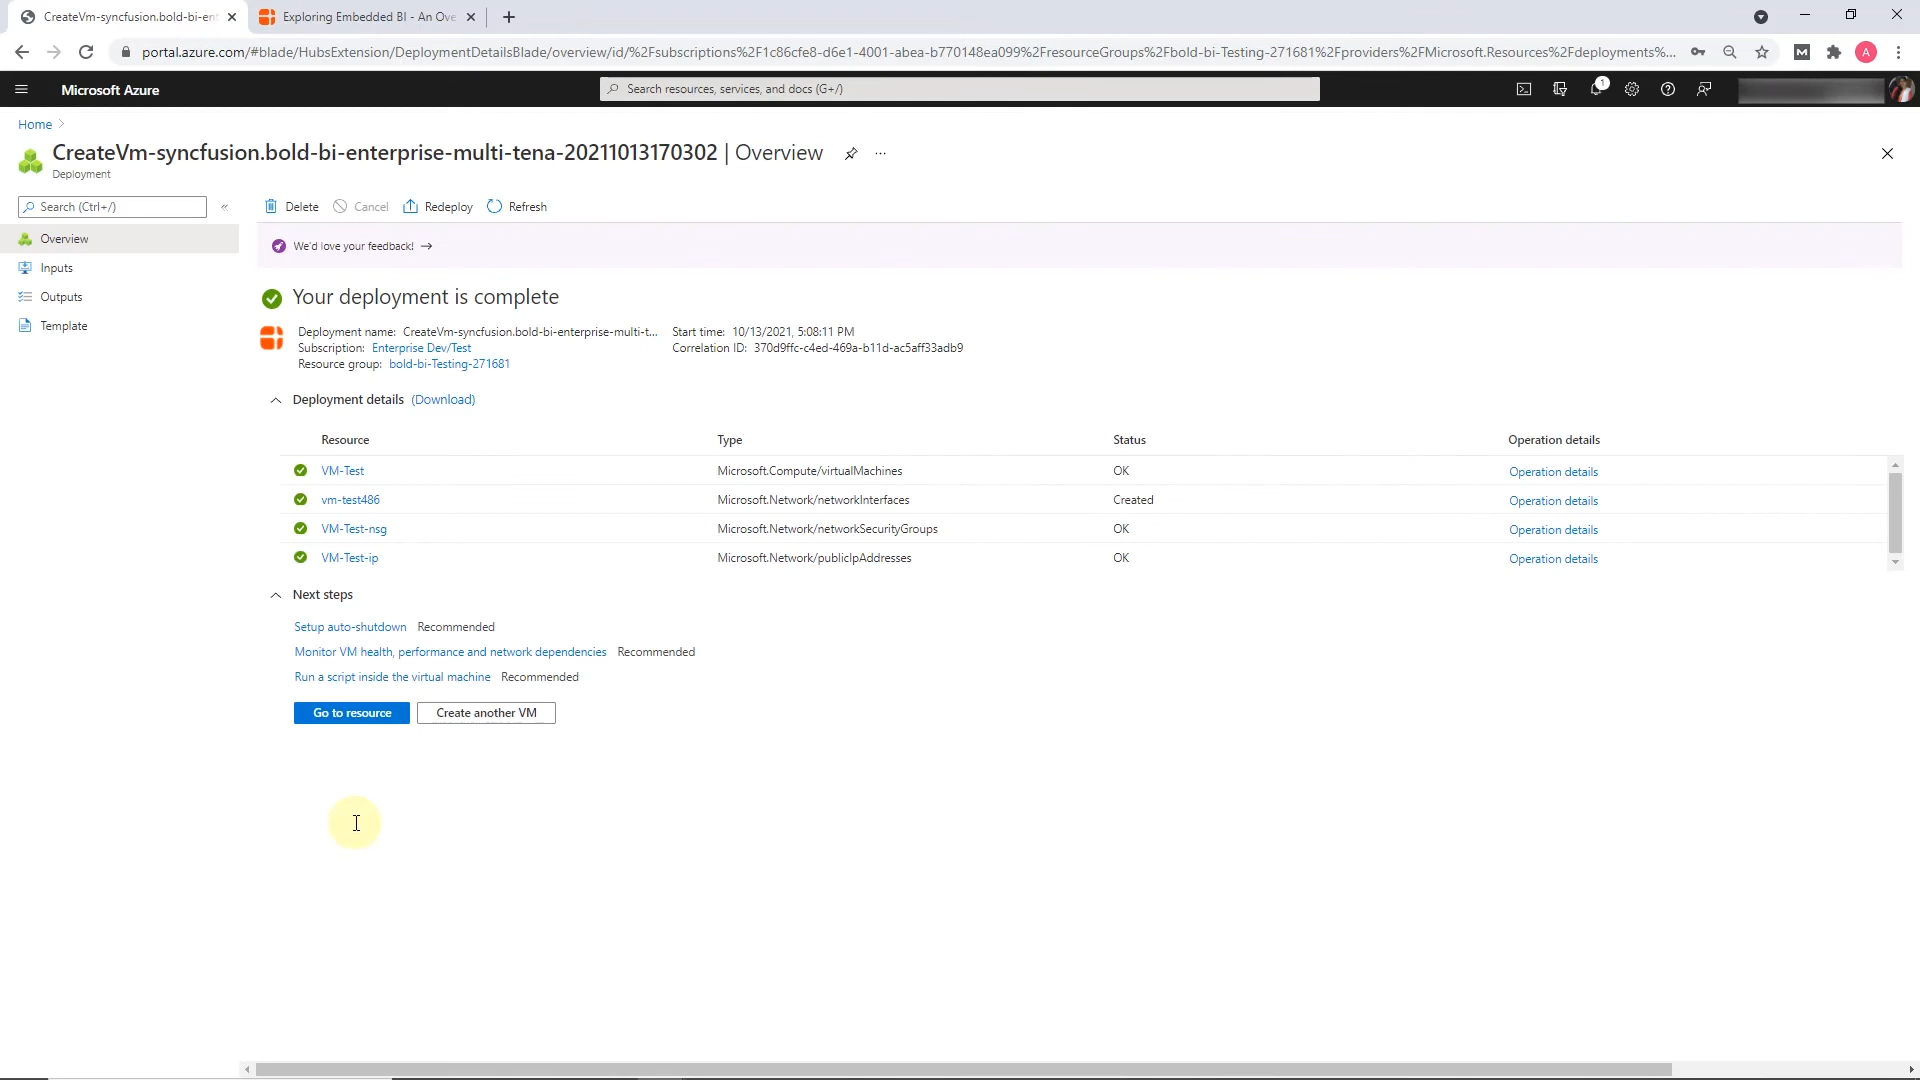 CreateVm-syncfusion.bold-bi-ent
Exploring Embedded BI - An Ove
portal.azure.com/#blade/HubsExtension/DeploymentDetailsBlade/overview/id/%2Fsubscriptions%2F1c86cfe8-d6e1-4001-abea-b770148ea099%2FresourceGroups%2Fbold-bi-Testing-271681%2Fproviders%2FMicrosoft.Resources%2Fdeployments%...
M
A
Microsoft Azure
Search resources, services, and docs (G+/)
1
Home
CreateVm-syncfusion.bold-bi-enterprise-multi-tena-20211013170302 | Overview
...
Deployment
Search (Ctrl+/)
Delete
Cancel
Redeploy
Refresh
Overview
Inputs
Outputs
Template
We'd love your feedback! →
Your deployment is complete
Deployment name: CreateVm-syncfusion.bold-bi-enterprise-multi-t...
Start time: 10/13/2021, 5:08:11 PM
Subscription: Enterprise Dev/Test
Correlation ID: 370d9ffc-c4ed-469a-b11d-ac5aff33adb9
Resource group: bold-bi-Testing-271681
Deployment details (Download)
Resource Type Status Operation details
VM-Test Microsoft.Compute/virtualMachines OK Operation details
vm-test486 Microsoft.Network/networkInterfaces Created Operation details
VM-Test-nsg Microsoft.Network/networkSecurityGroups OK Operation details
VM-Test-ip Microsoft.Network/publicIpAddresses OK Operation details
Next steps
Setup auto-shutdown Recommended
Monitor VM health, performance and network dependencies Recommended
Run a script inside the virtual machine Recommended
Go to resource
Create another VM